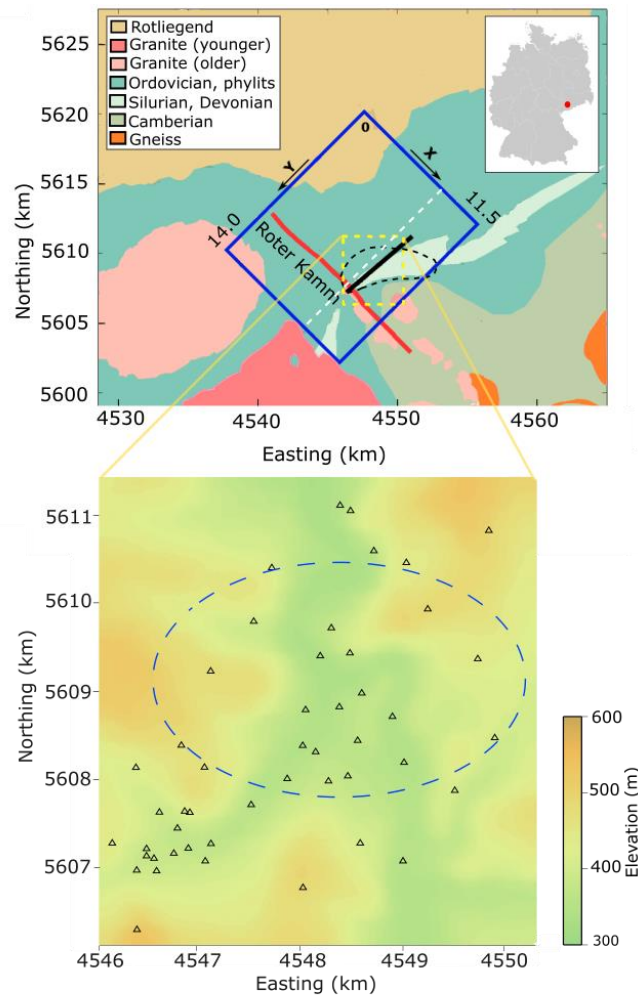 Rotliegend
Granite (younger)
Granite (older)
Ordovician, phylits
Silurian, Devonian
Camberian
Gneiss
5625
5620
5615
5610
5605
5600
Northing (km)
0
X
Y
14.0
11.5
Roter Kamm
4530
4540
4550
4560
Easting (km)
5611
5610
5609
5608
5607
Northing (km)
4546
4547
4548
4549
4550
Easting (km)
600
500
400
300
Elevation (m)